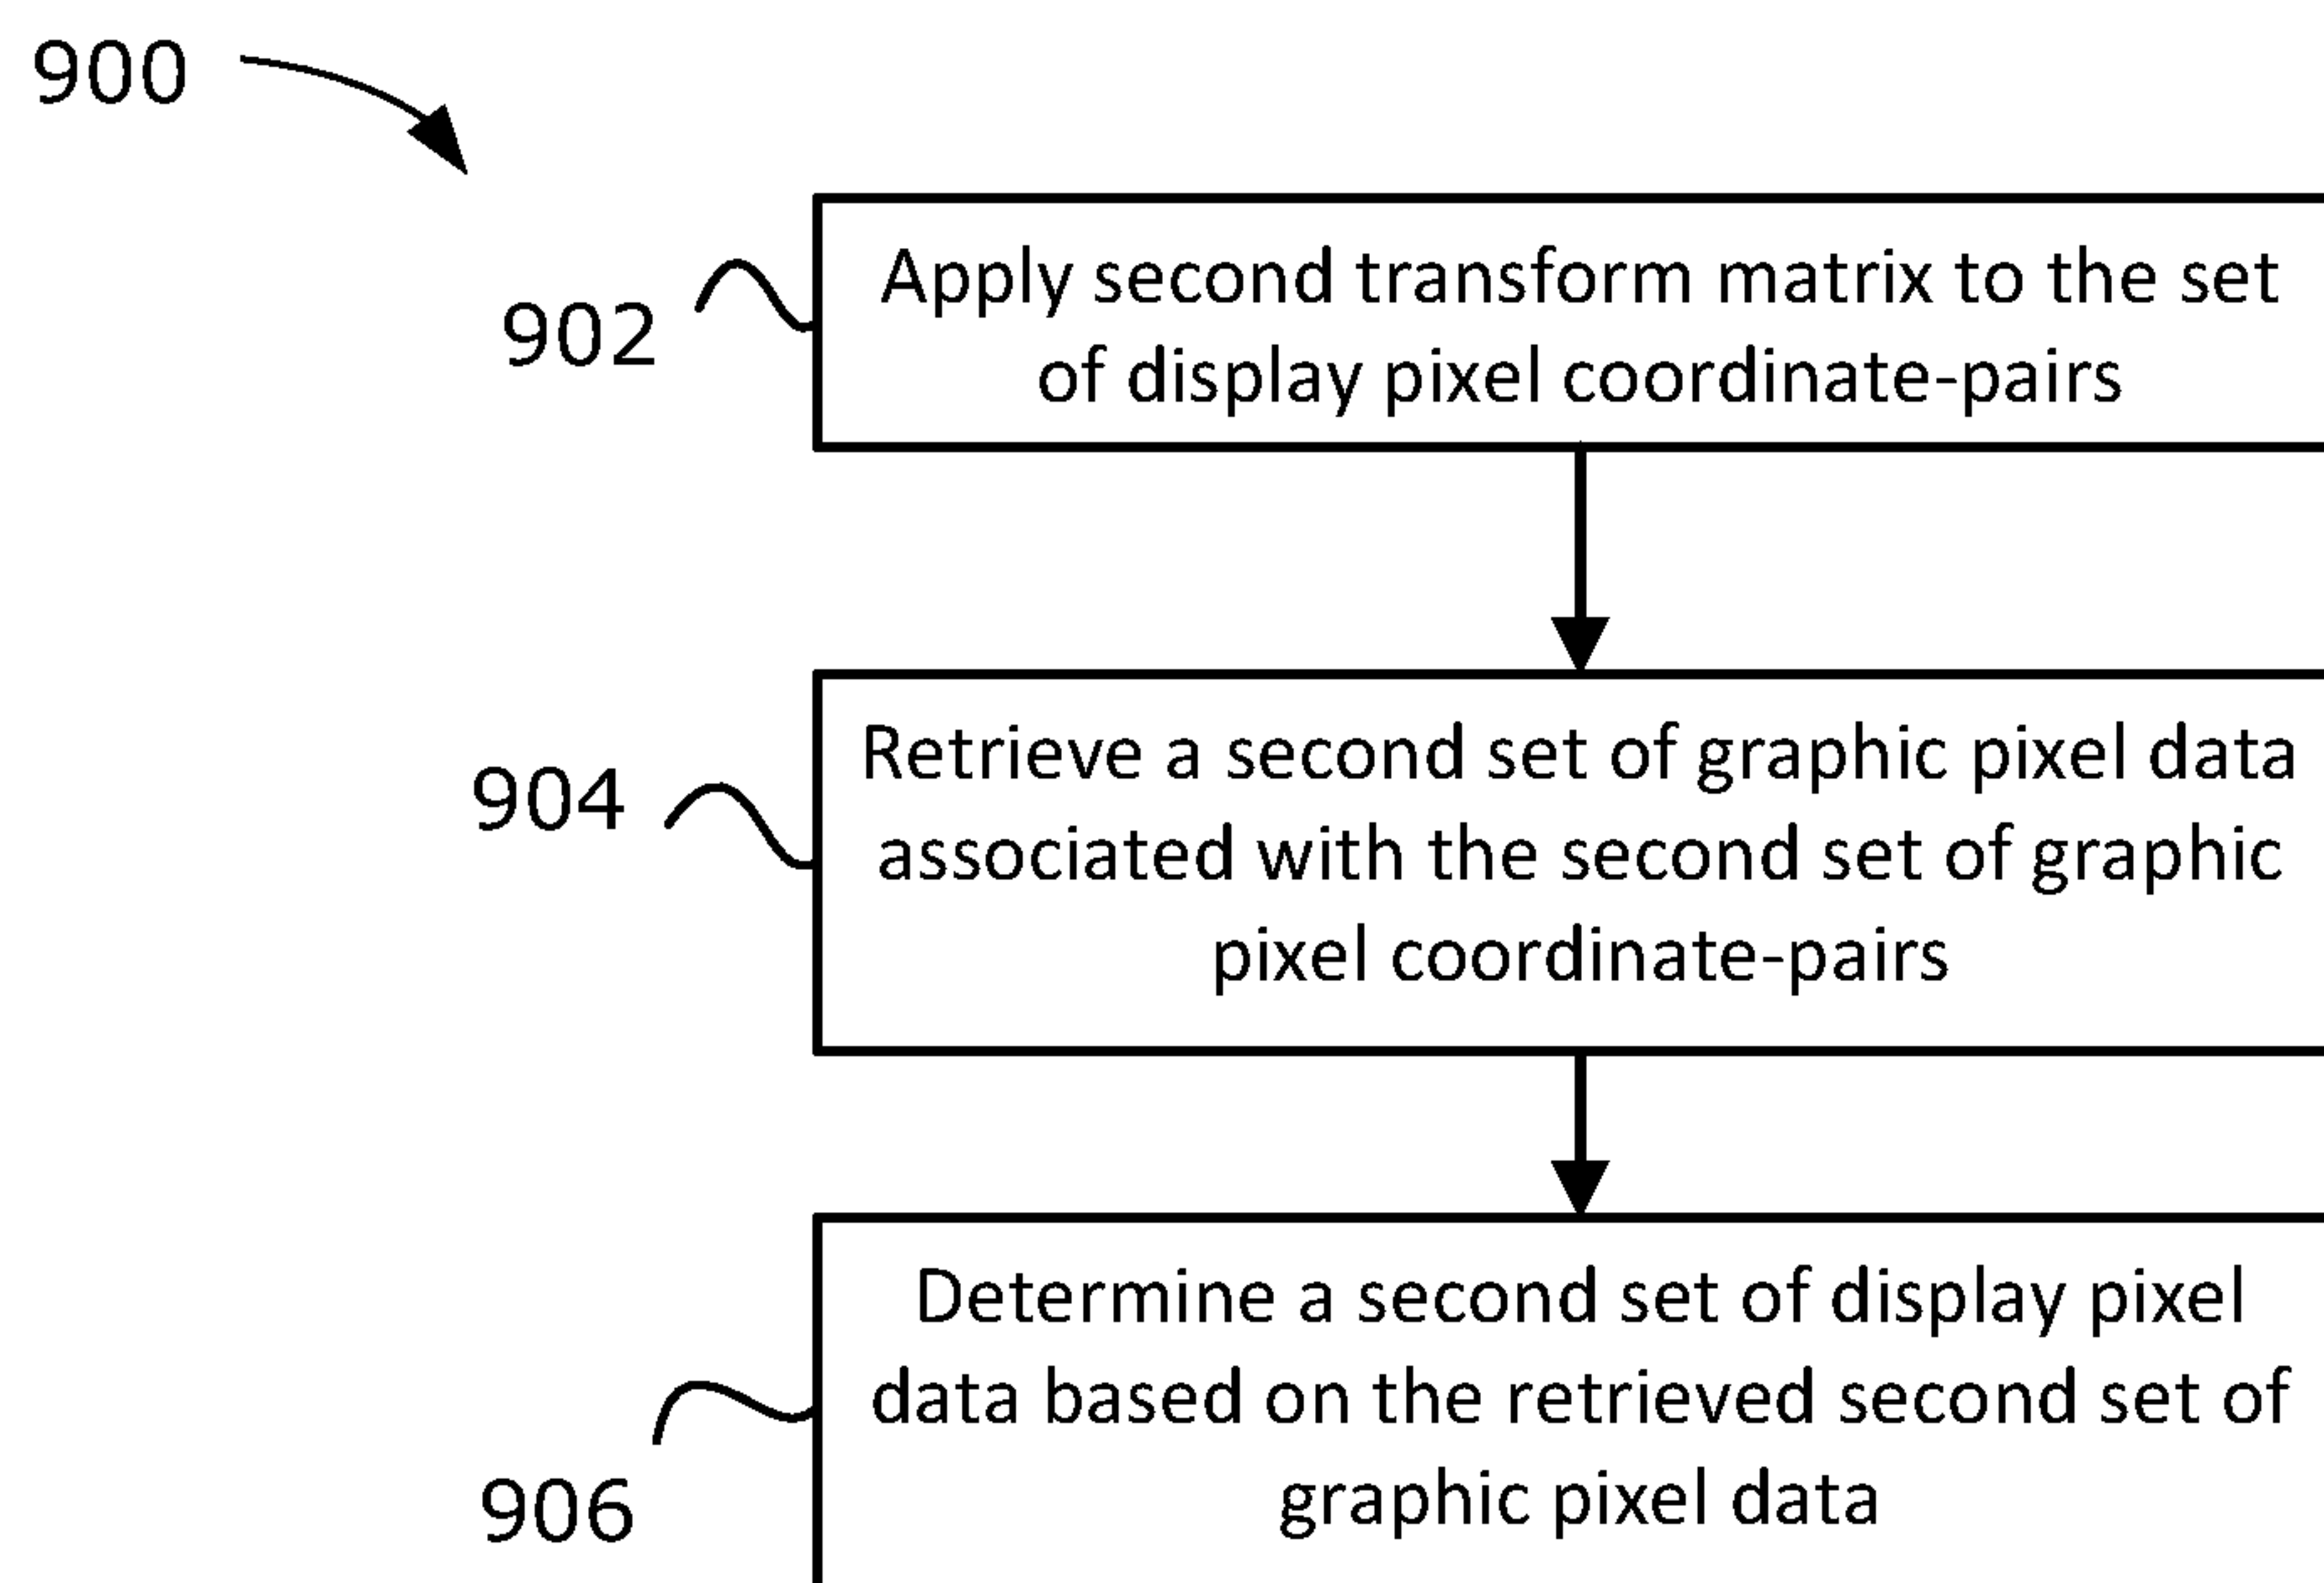 900
902
Apply second transform matrix to the set
of display pixel coordinate-pairs
904
Retrieve a second set of graphic pixel data
associated with the second set of graphic
pixel coordinate-pairs
906
Determine a second set of display pixel
data based on the retrieved second set of
graphic pixel data